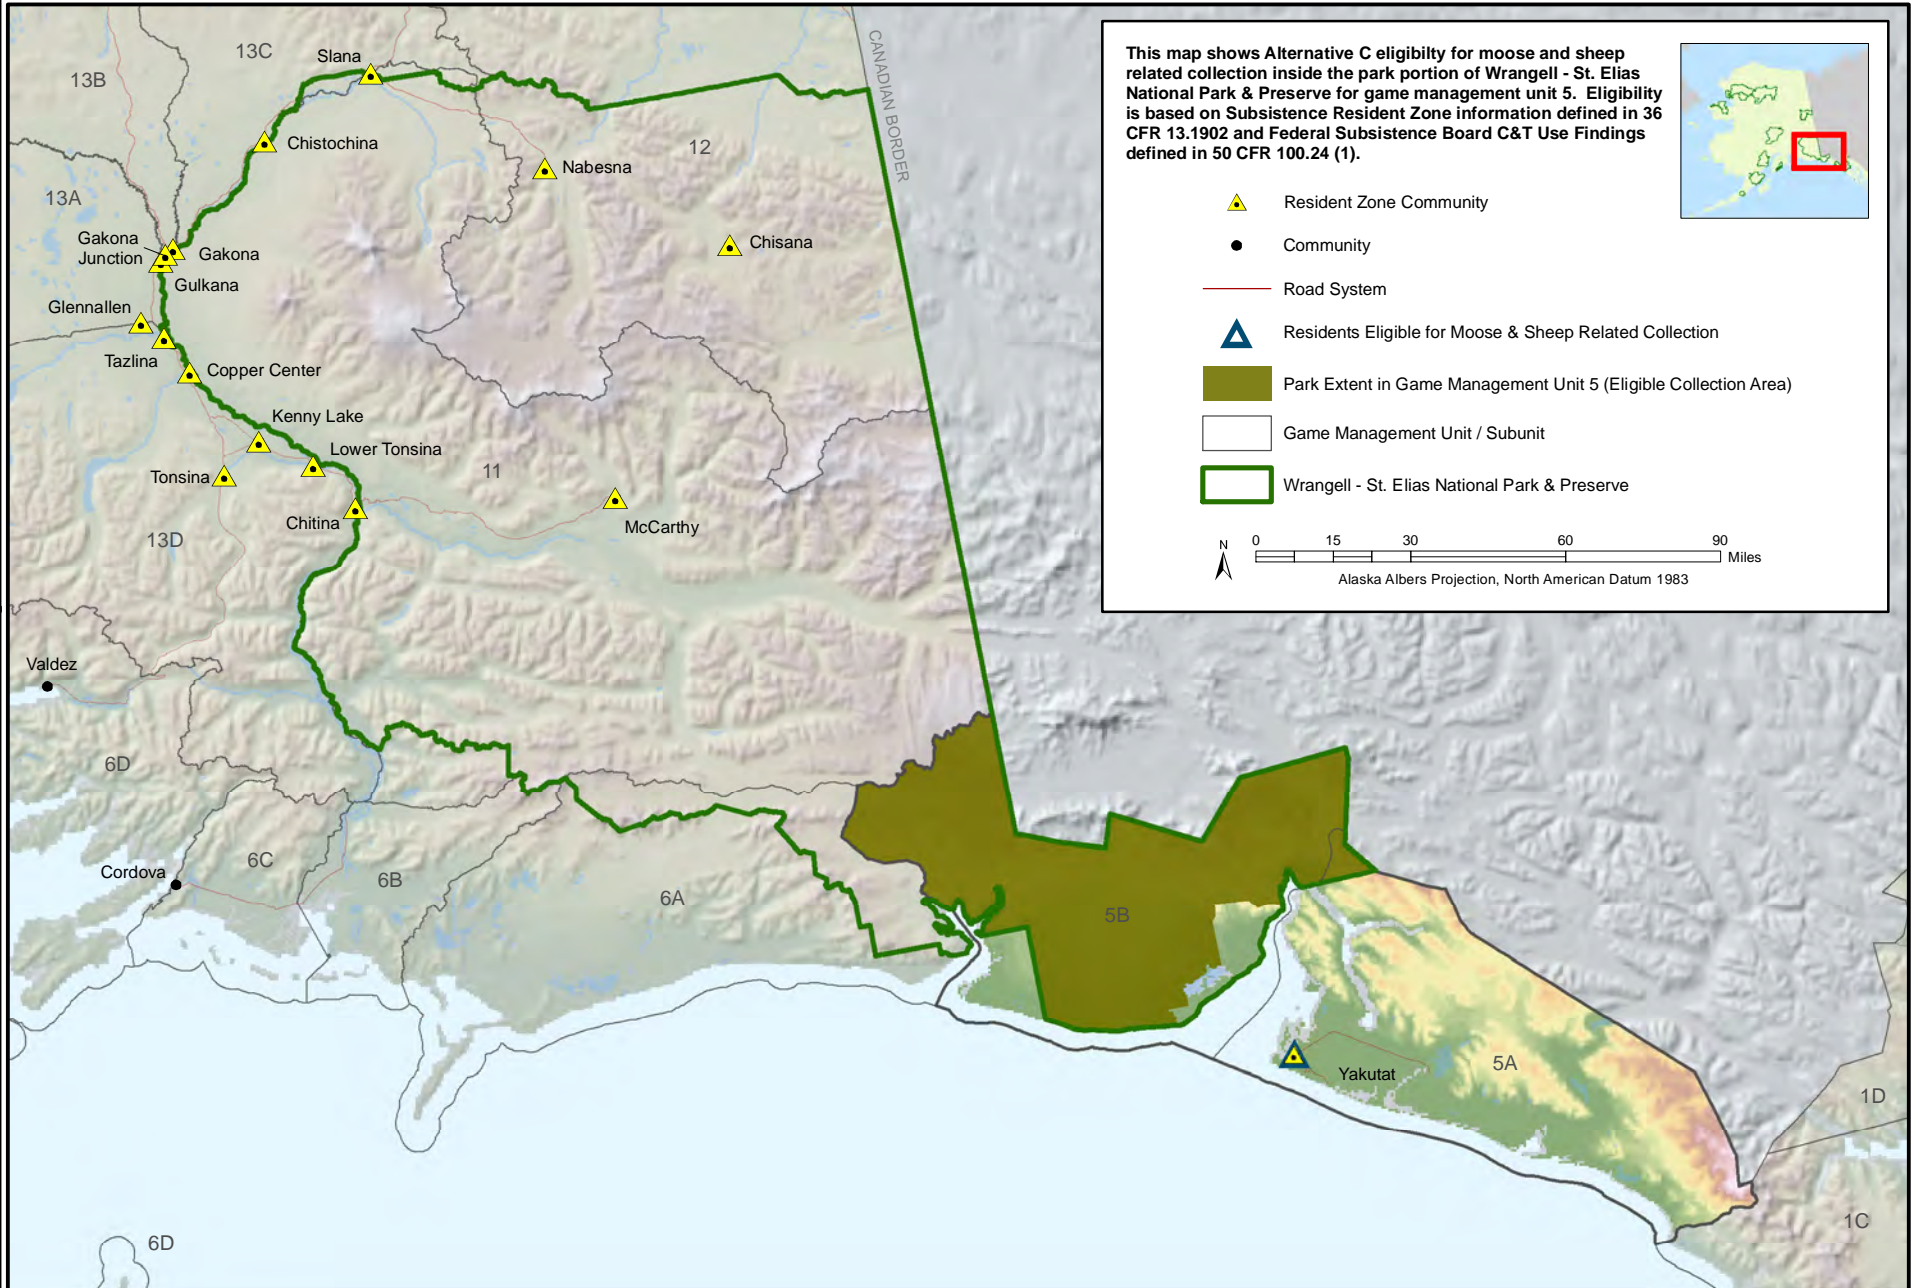 13C
Slana
13B
CANADIAN BORDER
Chistochina
12
Nabesna
13A
Gakona
Junction
Gakona
Chisana
Gulkana
Glennallen
Tazlina
Copper Center
Kenny Lake
Lower Tonsina
11
Tonsina
McCarthy
Chitina
13D
Valdez
6D
6C
Cordova
6B
6A
5B
5A
Yakutat
1D
1C
6D
This map shows Alternative C eligibilty for moose and sheep
related collection inside the park portion of Wrangell - St. Elias
National Park & Preserve for game management unit 5. Eligibility
is based on Subsistence Resident Zone information defined in 36
CFR 13.1902 and Federal Subsistence Board C&T Use Findings
defined in 50 CFR 100.24 (1).
Resident Zone Community
Community
Road System
Residents Eligible for Moose & Sheep Related Collection
Park Extent in Game Management Unit 5 (Eligible Collection Area)
Game Management Unit / Subunit
Wrangell - St. Elias National Park & Preserve
N
0 15 30 60 90
Miles
Alaska Albers Projection, North American Datum 1983